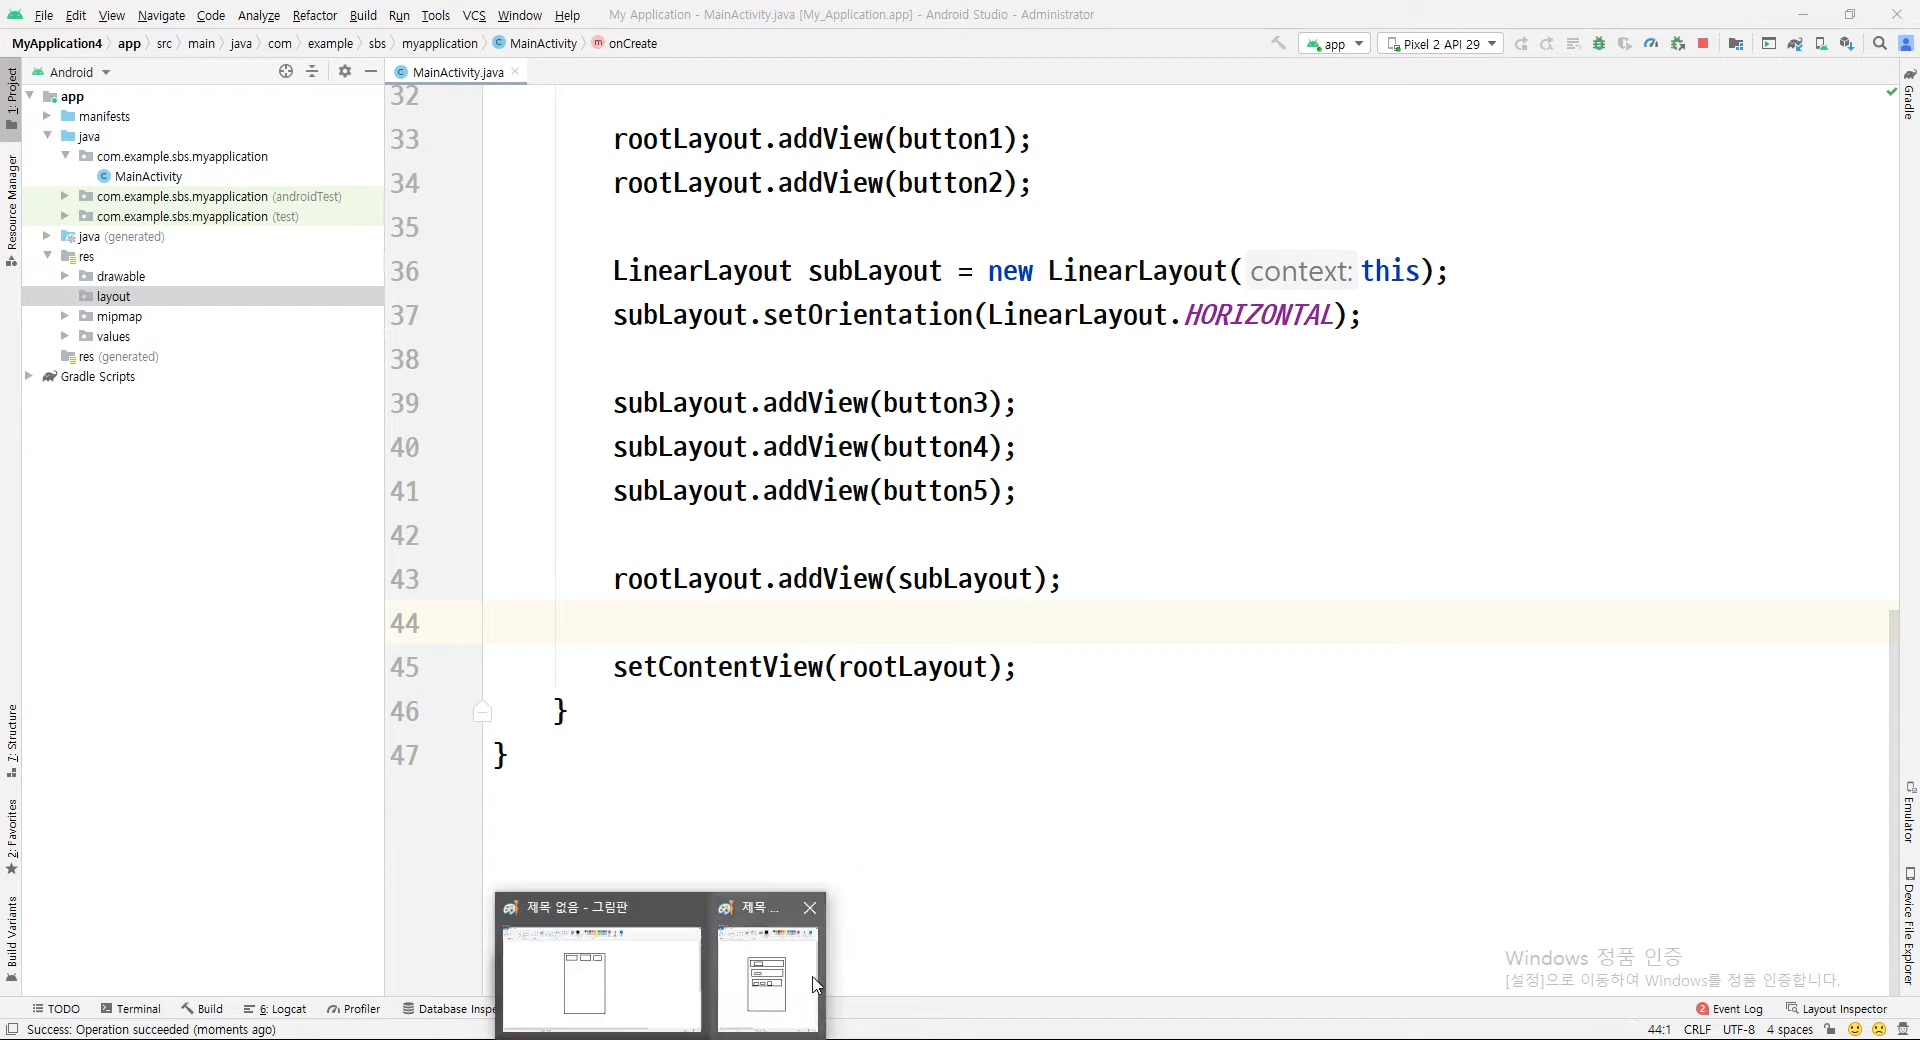 File Edit View Navigate Code Analyze Refactor Build Run Tools VCS Window Help My Application - MainActivity.java [My_Application.app] - Android Studio - Administrator
MyApplication4 app src main java com example sbs myapplication MainActivity onCreate app Pixel 2 API 29
Android MainActivity.java
1: Project
Resource Manager
7: Structure
2: Favorites
Build Variants
app
manifests
java
com.example.sbs.myapplication
MainActivity
com.example.sbs.myapplication (androidTest)
com.example.sbs.myapplication (test)
java (generated)
res
drawable
layout
mipmap
values
res (generated)
Gradle Scripts
32
33 rootLayout.addView(button1);
34 rootLayout.addView(button2);
35
36 LinearLayout subLayout = new LinearLayout( context: this);
37 subLayout.setOrientation(LinearLayout.HORIZONTAL);
38
39 subLayout.addView(button3);
40 subLayout.addView(button4);
41 subLayout.addView(button5);
42
43 rootLayout.addView(subLayout);
44
45 setContentView(rootLayout);
46 }
47 }
Gradle
Emulator
Device File Explorer
제목 없음 - 그림판 제목 ...
Windows 정품 인증
[설정]으로 이동하여 Windows를 정품 인증합니다.
TODO Terminal Build 6: Logcat Profiler Database Inspe 2 Event Log Layout Inspector
Success: Operation succeeded (moments ago) 44:1 CRLF UTF-8 4 spaces